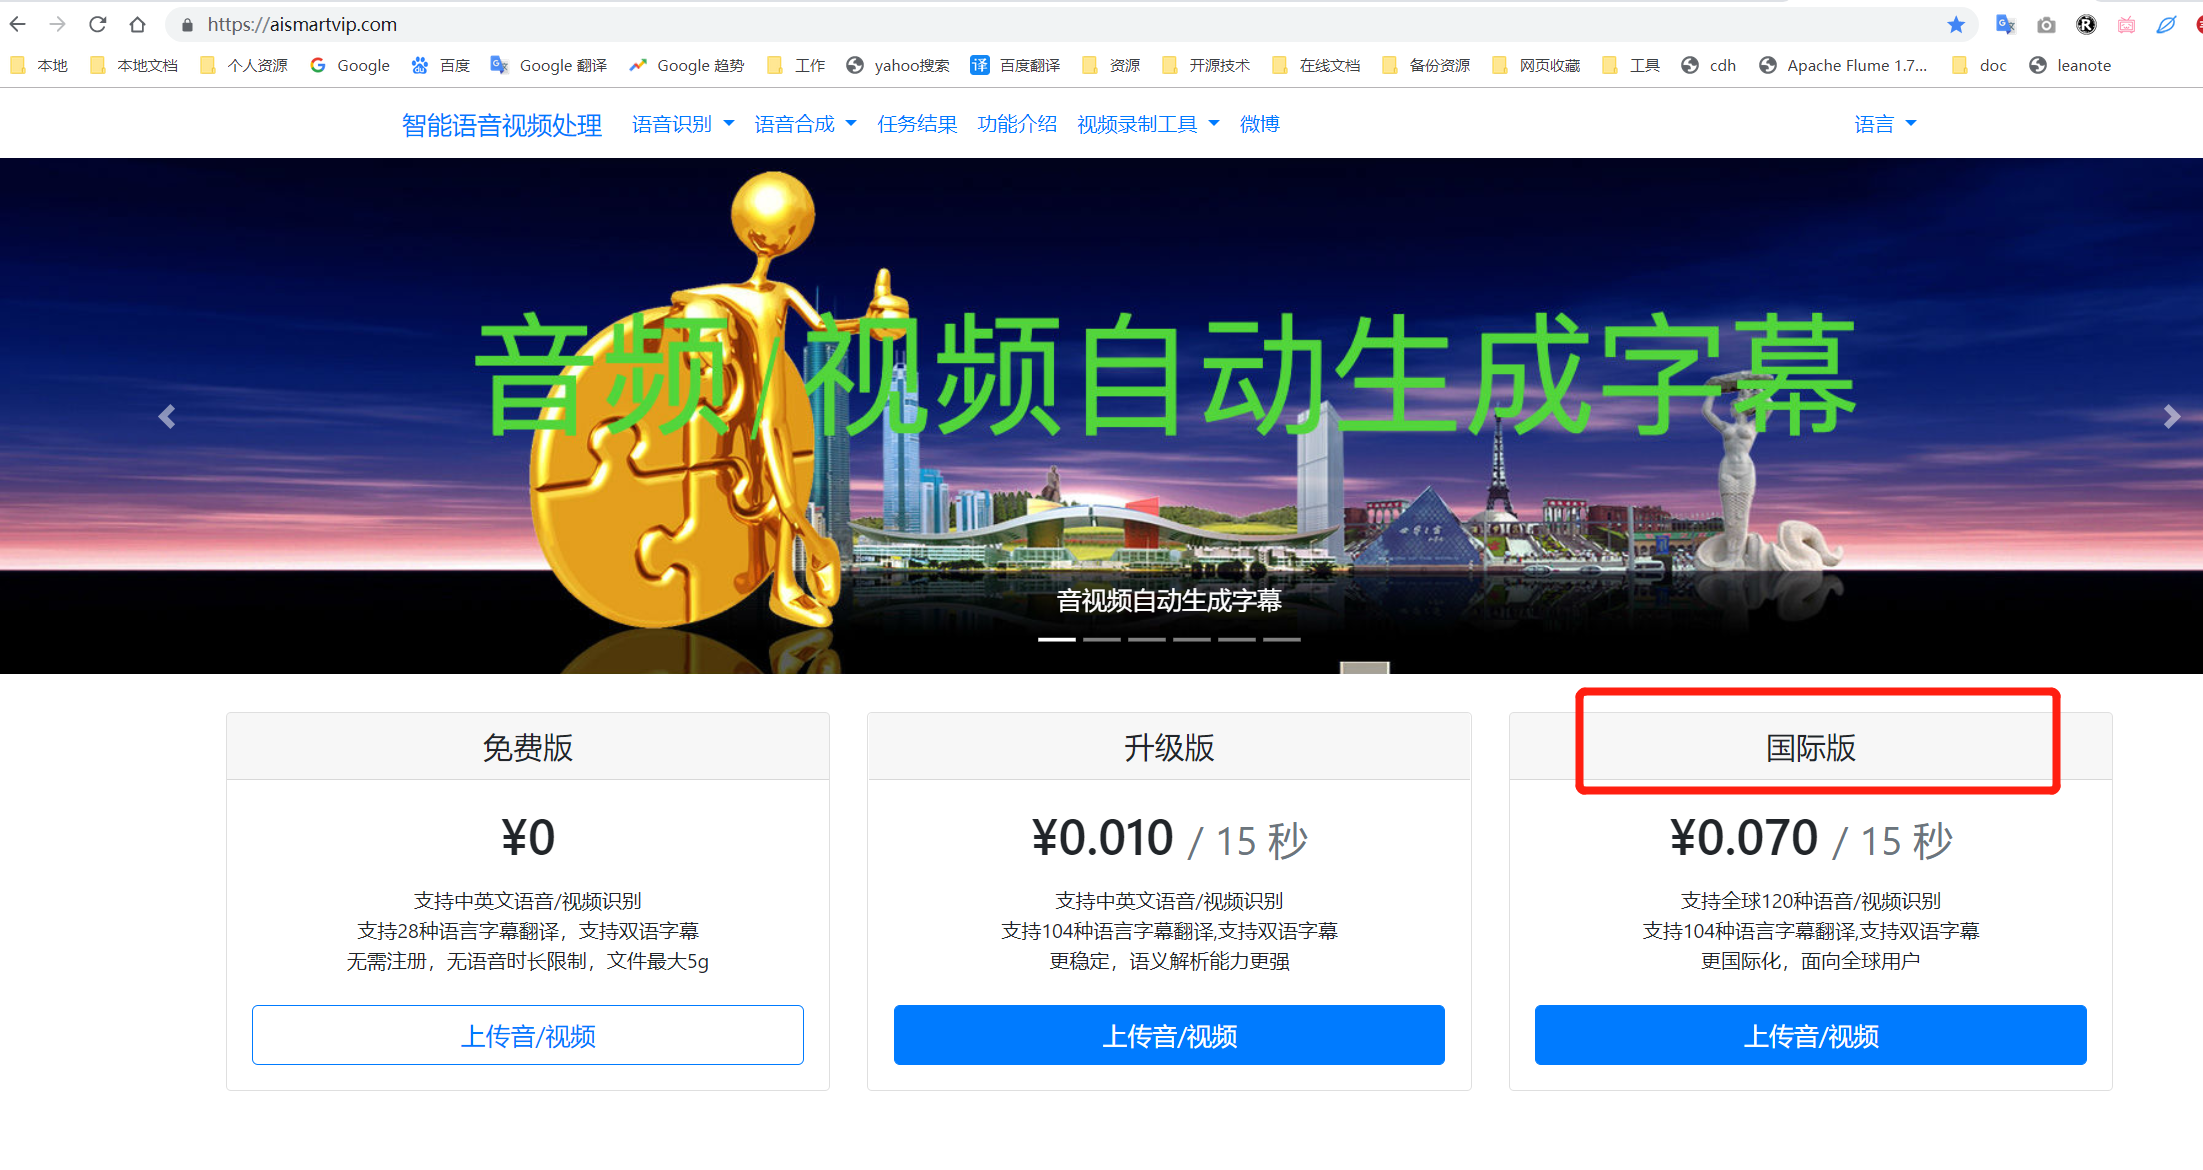 https://aismartvip.com
本地 本地文档 个人资源 Google 百度 Google 翻译 Google 趋势 工作 yahoo搜索 百度翻译 资源 开源技术 在线文档 备份资源 网页收藏 工具 cdh Apache Flume 1.7... doc leanote
智能语音视频处理 语音识别 语音合成 任务结果 功能介绍 视频录制工具 微博 语言
音频/视频自动生成字幕
音视频自动生成字幕
免费版
¥0
支持中英文语音/视频识别
支持28种语言字幕翻译，支持双语字幕
无需注册，无语音时长限制，文件最大5g
上传音/视频
升级版
¥0.010 / 15 秒
支持中英文语音/视频识别
支持104种语言字幕翻译,支持双语字幕
更稳定，语义解析能力更强
上传音/视频
国际版
¥0.070 / 15 秒
支持全球120种语音/视频识别
支持104种语言字幕翻译,支持双语字幕
更国际化，面向全球用户
上传音/视频